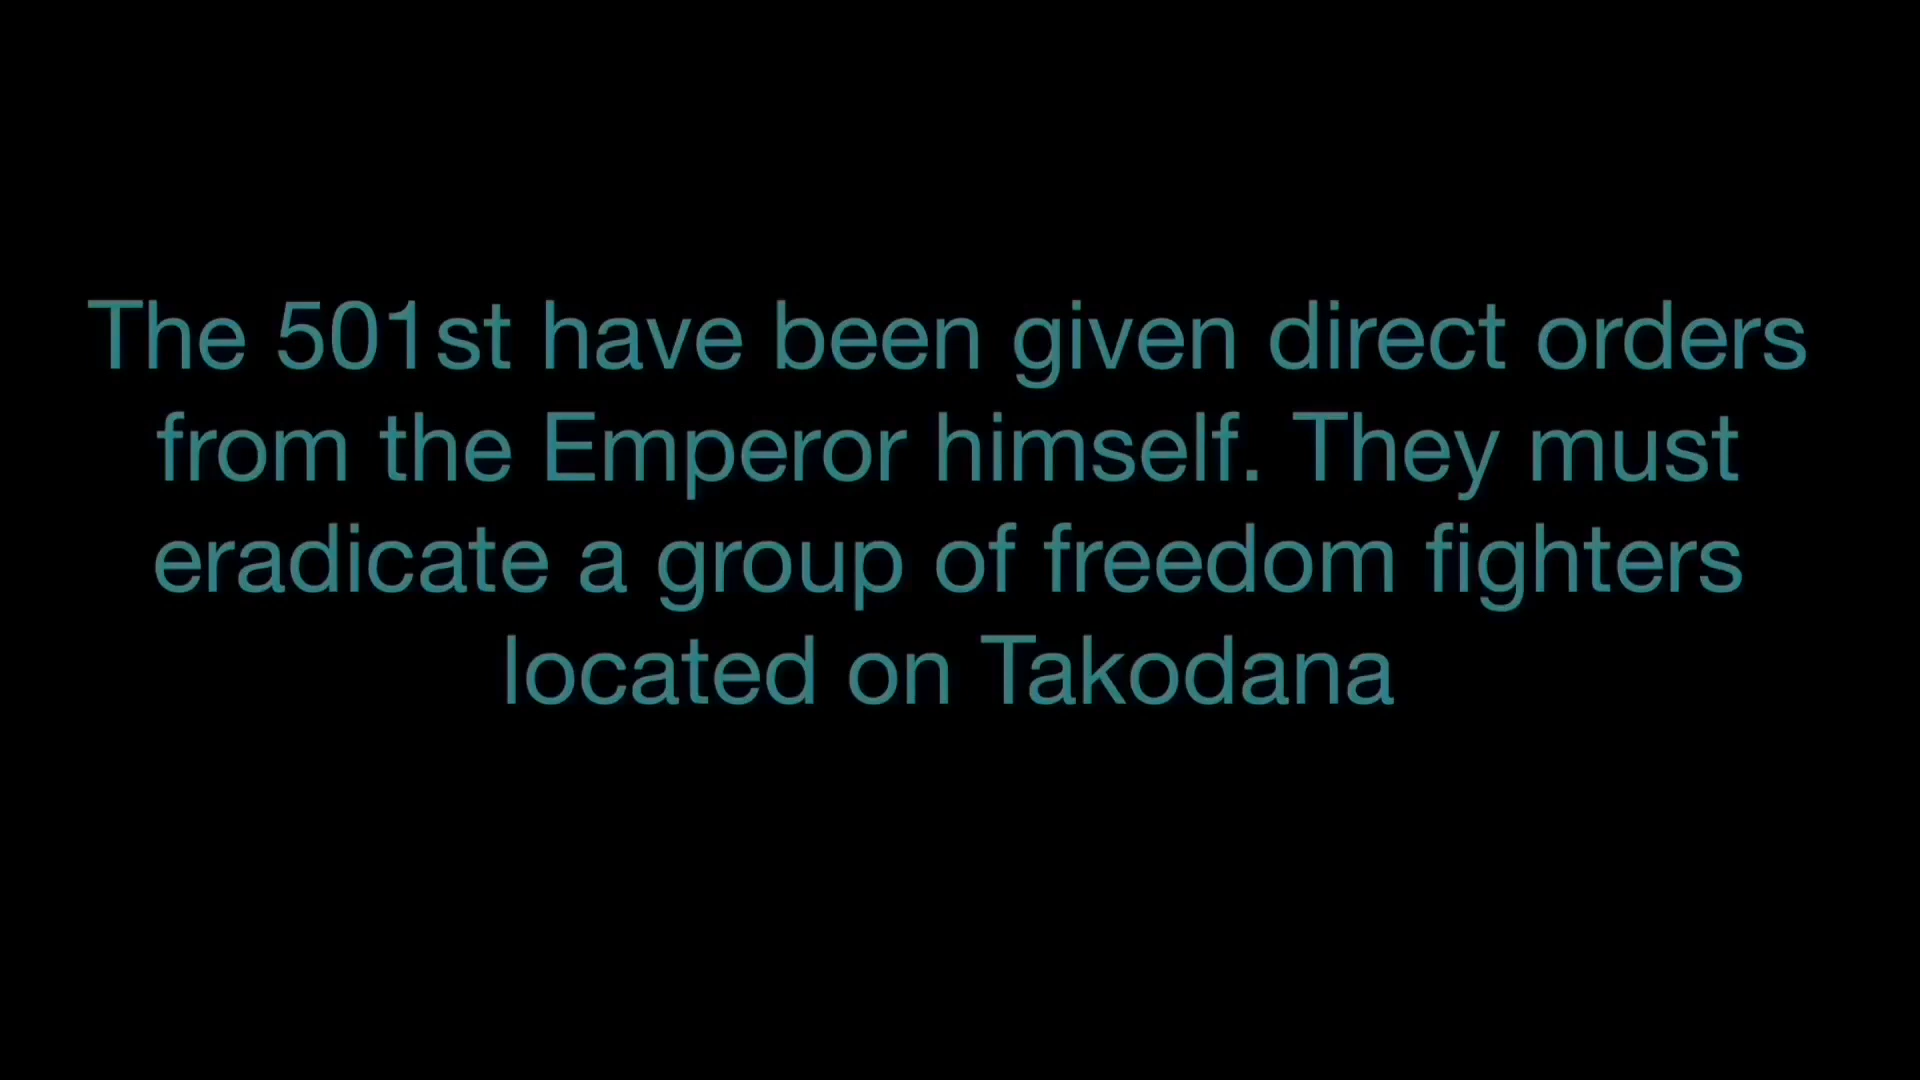 The 501st have been given direct orders
from the Emperor himself. They must
eradicate a group of freedom fighters
located on Takodana